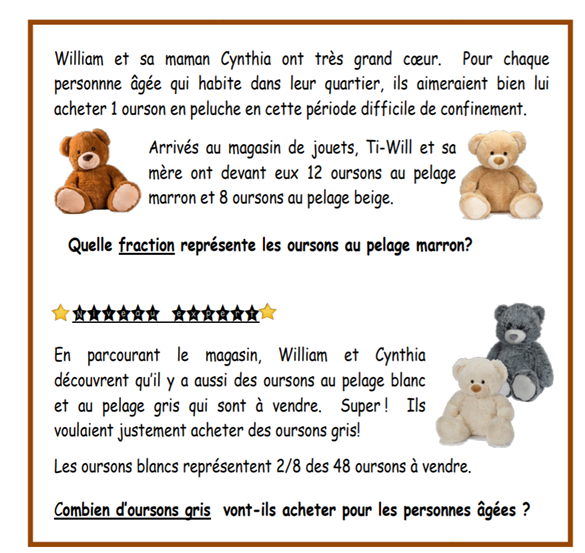 William et sa maman Cynthia ont très grand cœur. Pour chaque
personnne âgée qui habite dans leur quartier, ils aimeraient bien lui
acheter 1 ourson en peluche en cette période difficile de confinement.
Arrivés au magasin de jouets, Ti-Will et sa
mère ont devant eux 12 oursons au pelage
marron et 8 oursons au pelage beige.
Quelle fraction représente les oursons au pelage marron?
NIVEAU EXPERT
En parcourant le magasin, William et Cynthia
découvrent qu'il y a aussi des oursons au pelage blanc
et au pelage gris qui sont à vendre. Super ! Ils
voulaient justement acheter des oursons gris!
Les oursons blancs représentent 2/8 des 48 oursons à vendre.
Combien d'oursons gris vont-ils acheter pour les personnes âgées ?